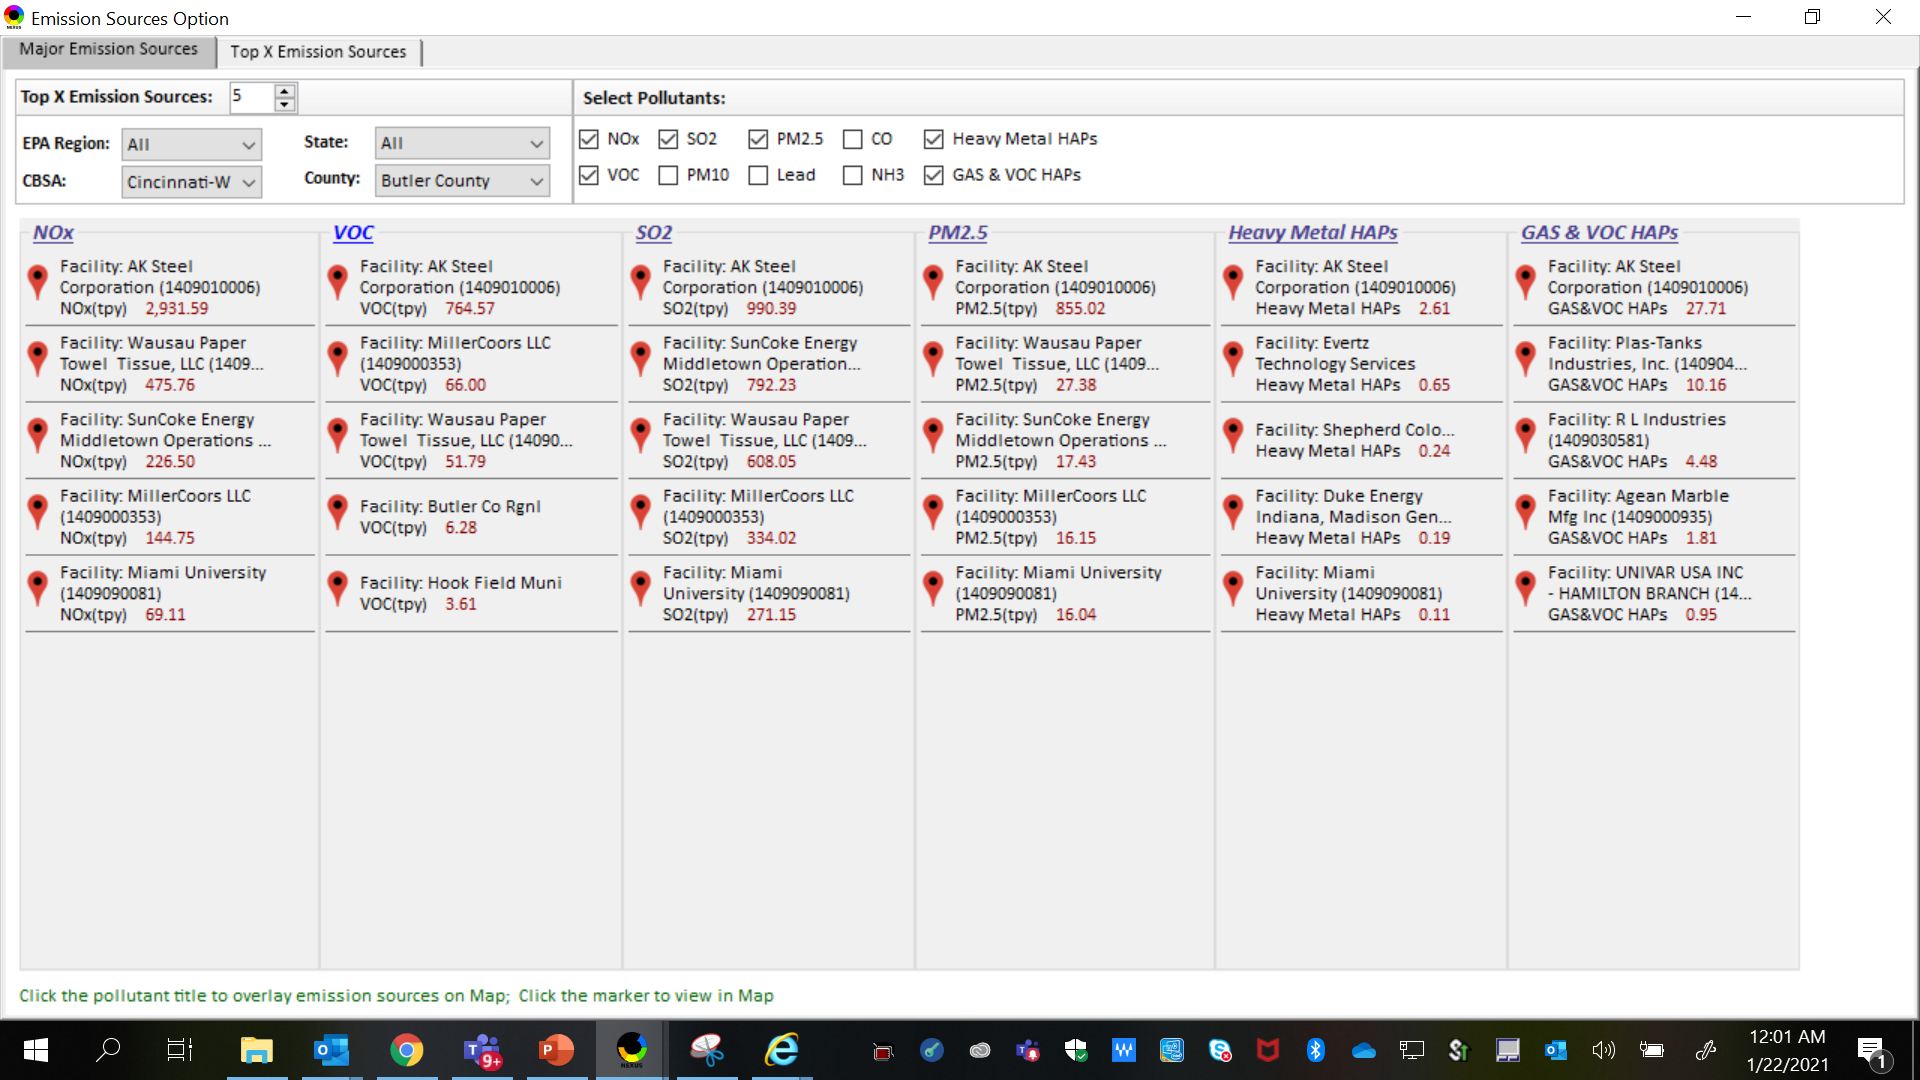 Emission Sources Option
Major Emission Sources
Top X Emission Sources
Top X Emission Sources: 5
Select Pollutants:
EPA Region: All
State: All
CBSA: Cincinnati-W
County: Butler County
NOx SO2 PM2.5 CO Heavy Metal HAPs
VOC PM10 Lead NH3 GAS & VOC HAPs
NOx
Facility: AK Steel
Corporation (1409010006)
NOx(tpy) 2,931.59
Facility: Wausau Paper
Towel Tissue, LLC (1409...
NOx(tpy) 475.76
Facility: SunCoke Energy
Middletown Operations ...
NOx(tpy) 226.50
Facility: MillerCoors LLC
(1409000353)
NOx(tpy) 144.75
Facility: Miami University
(1409090081)
NOx(tpy) 69.11
VOC
Facility: AK Steel
Corporation (1409010006)
VOC(tpy) 764.57
Facility: MillerCoors LLC
(1409000353)
VOC(tpy) 66.00
Facility: Wausau Paper
Towel Tissue, LLC (14090...
VOC(tpy) 51.79
Facility: Butler Co Rgnl
VOC(tpy) 6.28
Facility: Hook Field Muni
VOC(tpy) 3.61
SO2
Facility: AK Steel
Corporation (1409010006)
SO2(tpy) 990.39
Facility: SunCoke Energy
Middletown Operation...
SO2(tpy) 792.23
Facility: Wausau Paper
Towel Tissue, LLC (1409...
SO2(tpy) 608.05
Facility: MillerCoors LLC
(1409000353)
SO2(tpy) 334.02
Facility: Miami
University (1409090081)
SO2(tpy) 271.15
PM2.5
Facility: AK Steel
Corporation (1409010006)
PM2.5(tpy) 855.02
Facility: Wausau Paper
Towel Tissue, LLC (1409...
PM2.5(tpy) 27.38
Facility: SunCoke Energy
Middletown Operations ...
PM2.5(tpy) 17.43
Facility: MillerCoors LLC
(1409000353)
PM2.5(tpy) 16.15
Facility: Miami University
(1409090081)
PM2.5(tpy) 16.04
Heavy Metal HAPs
Facility: AK Steel
Corporation (1409010006)
Heavy Metal HAPs 2.61
Facility: Evertz
Technology Services
Heavy Metal HAPs 0.65
Facility: Shepherd Colo...
Heavy Metal HAPs 0.24
Facility: Duke Energy
Indiana, Madison Gen...
Heavy Metal HAPs 0.19
Facility: Miami
University (1409090081)
Heavy Metal HAPs 0.11
GAS & VOC HAPs
Facility: AK Steel
Corporation (1409010006)
GAS&VOC HAPs 27.71
Facility: Plas-Tanks
Industries, Inc. (140904...
GAS&VOC HAPs 10.16
Facility: R L Industries
(1409030581)
GAS&VOC HAPs 4.48
Facility: Agean Marble
Mfg Inc (1409000935)
GAS&VOC HAPs 1.81
Facility: UNIVAR USA INC
- HAMILTON BRANCH (14...
GAS&VOC HAPs 0.95
Click the pollutant title to overlay emission sources on Map; Click the marker to view in Map
9+
NEXUS
12:01 AM
1/22/2021
1